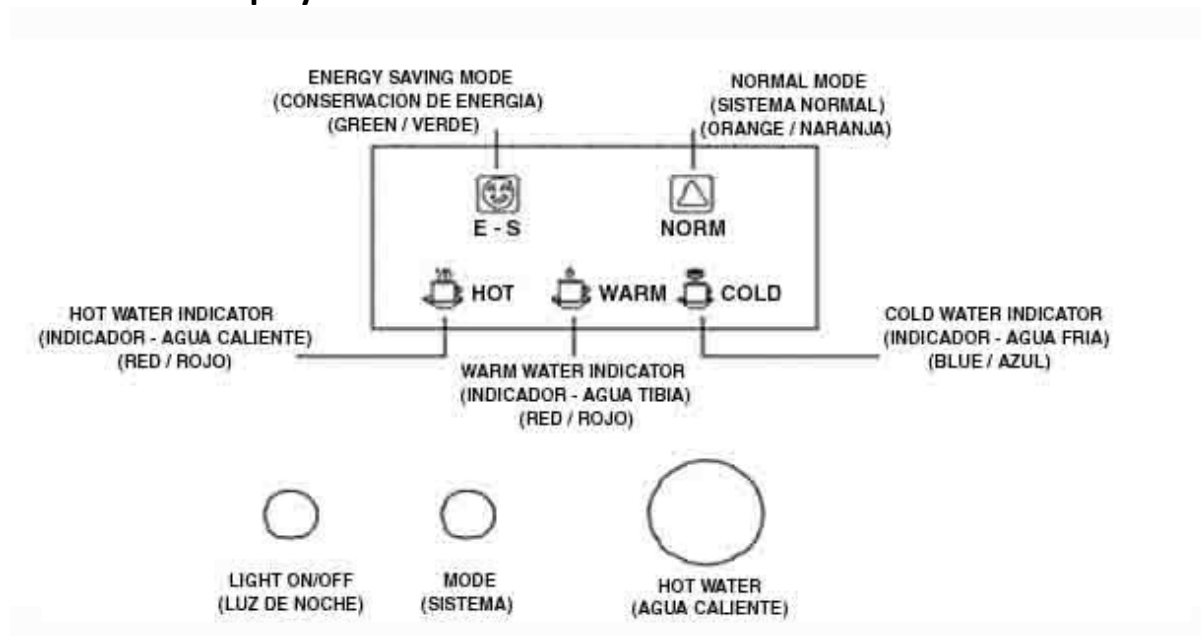 ENERGY SAVING MODE
(CONSERVACION DE ENERGIA)
(GREEN / VERDE)
NORMAL MODE
(SISTEMA NORMAL)
(ORANGE / NARANJA)
E - S
NORM
HOT
WARM
COLD
HOT WATER INDICATOR
(INDICADOR - AGUA CALIENTE)
(RED / ROJO)
WARM WATER INDICATOR
(INDICADOR - AGUA TIBIA)
(RED / ROJO)
COLD WATER INDICATOR
(INDICADOR - AGUA FRIA)
(BLUE / AZUL)
LIGHT ON/OFF
(LUZ DE NOCHE)
MODE
(SISTEMA)
HOT WATER
(AGUA CALIENTE)